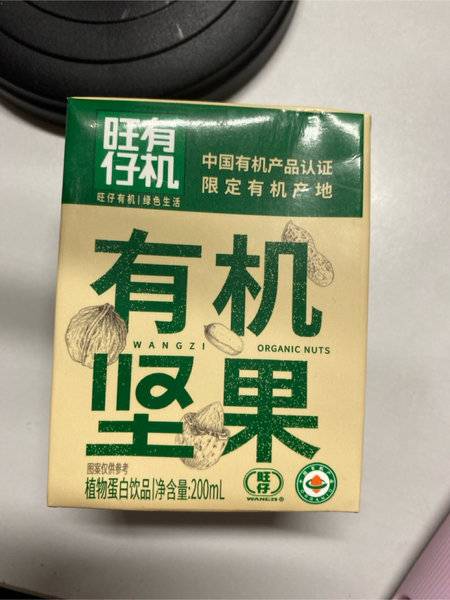 旺仔
有机
中国有机产品认证
限定有机产地
旺仔有机|绿色生活
有机
WANGZI ORGANIC NUTS
坚果
图案仅供参考
植物蛋白饮品|净含量:200mL
旺仔
WANGZI®